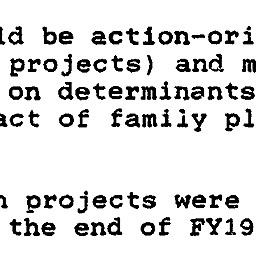 ld be action-ori
projects) and m
on determinants
act of family pl
n projects were
the end of FY19